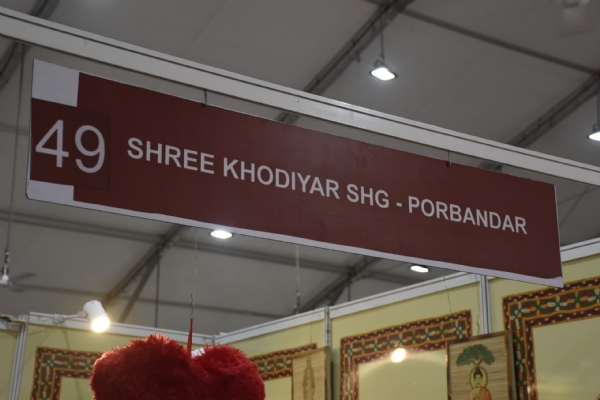 49 SHREE KHODIYAR SHG - PORBANDAR